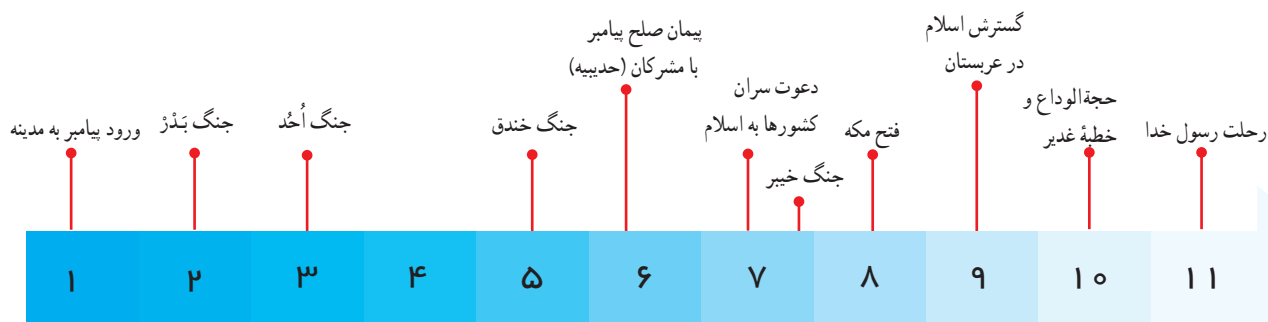 ورود پیامبر به مدینه
جنگ بَدْرْ
جنگ اُحُد
جنگ خندق
پیمان صلح پیامبر
با مشرکان (حدیبیه)
دعوت سران
کشورها به اسلام
جنگ خیبر
فتح مکه
گسترش اسلام
در عربستان
حجةالوداع و
خطبهٔ غدیر
رحلت رسول خدا
۱ ۲ ۳ ۴ ۵ ۶ ۷ ۸ ۹ ۱۰ ۱۱